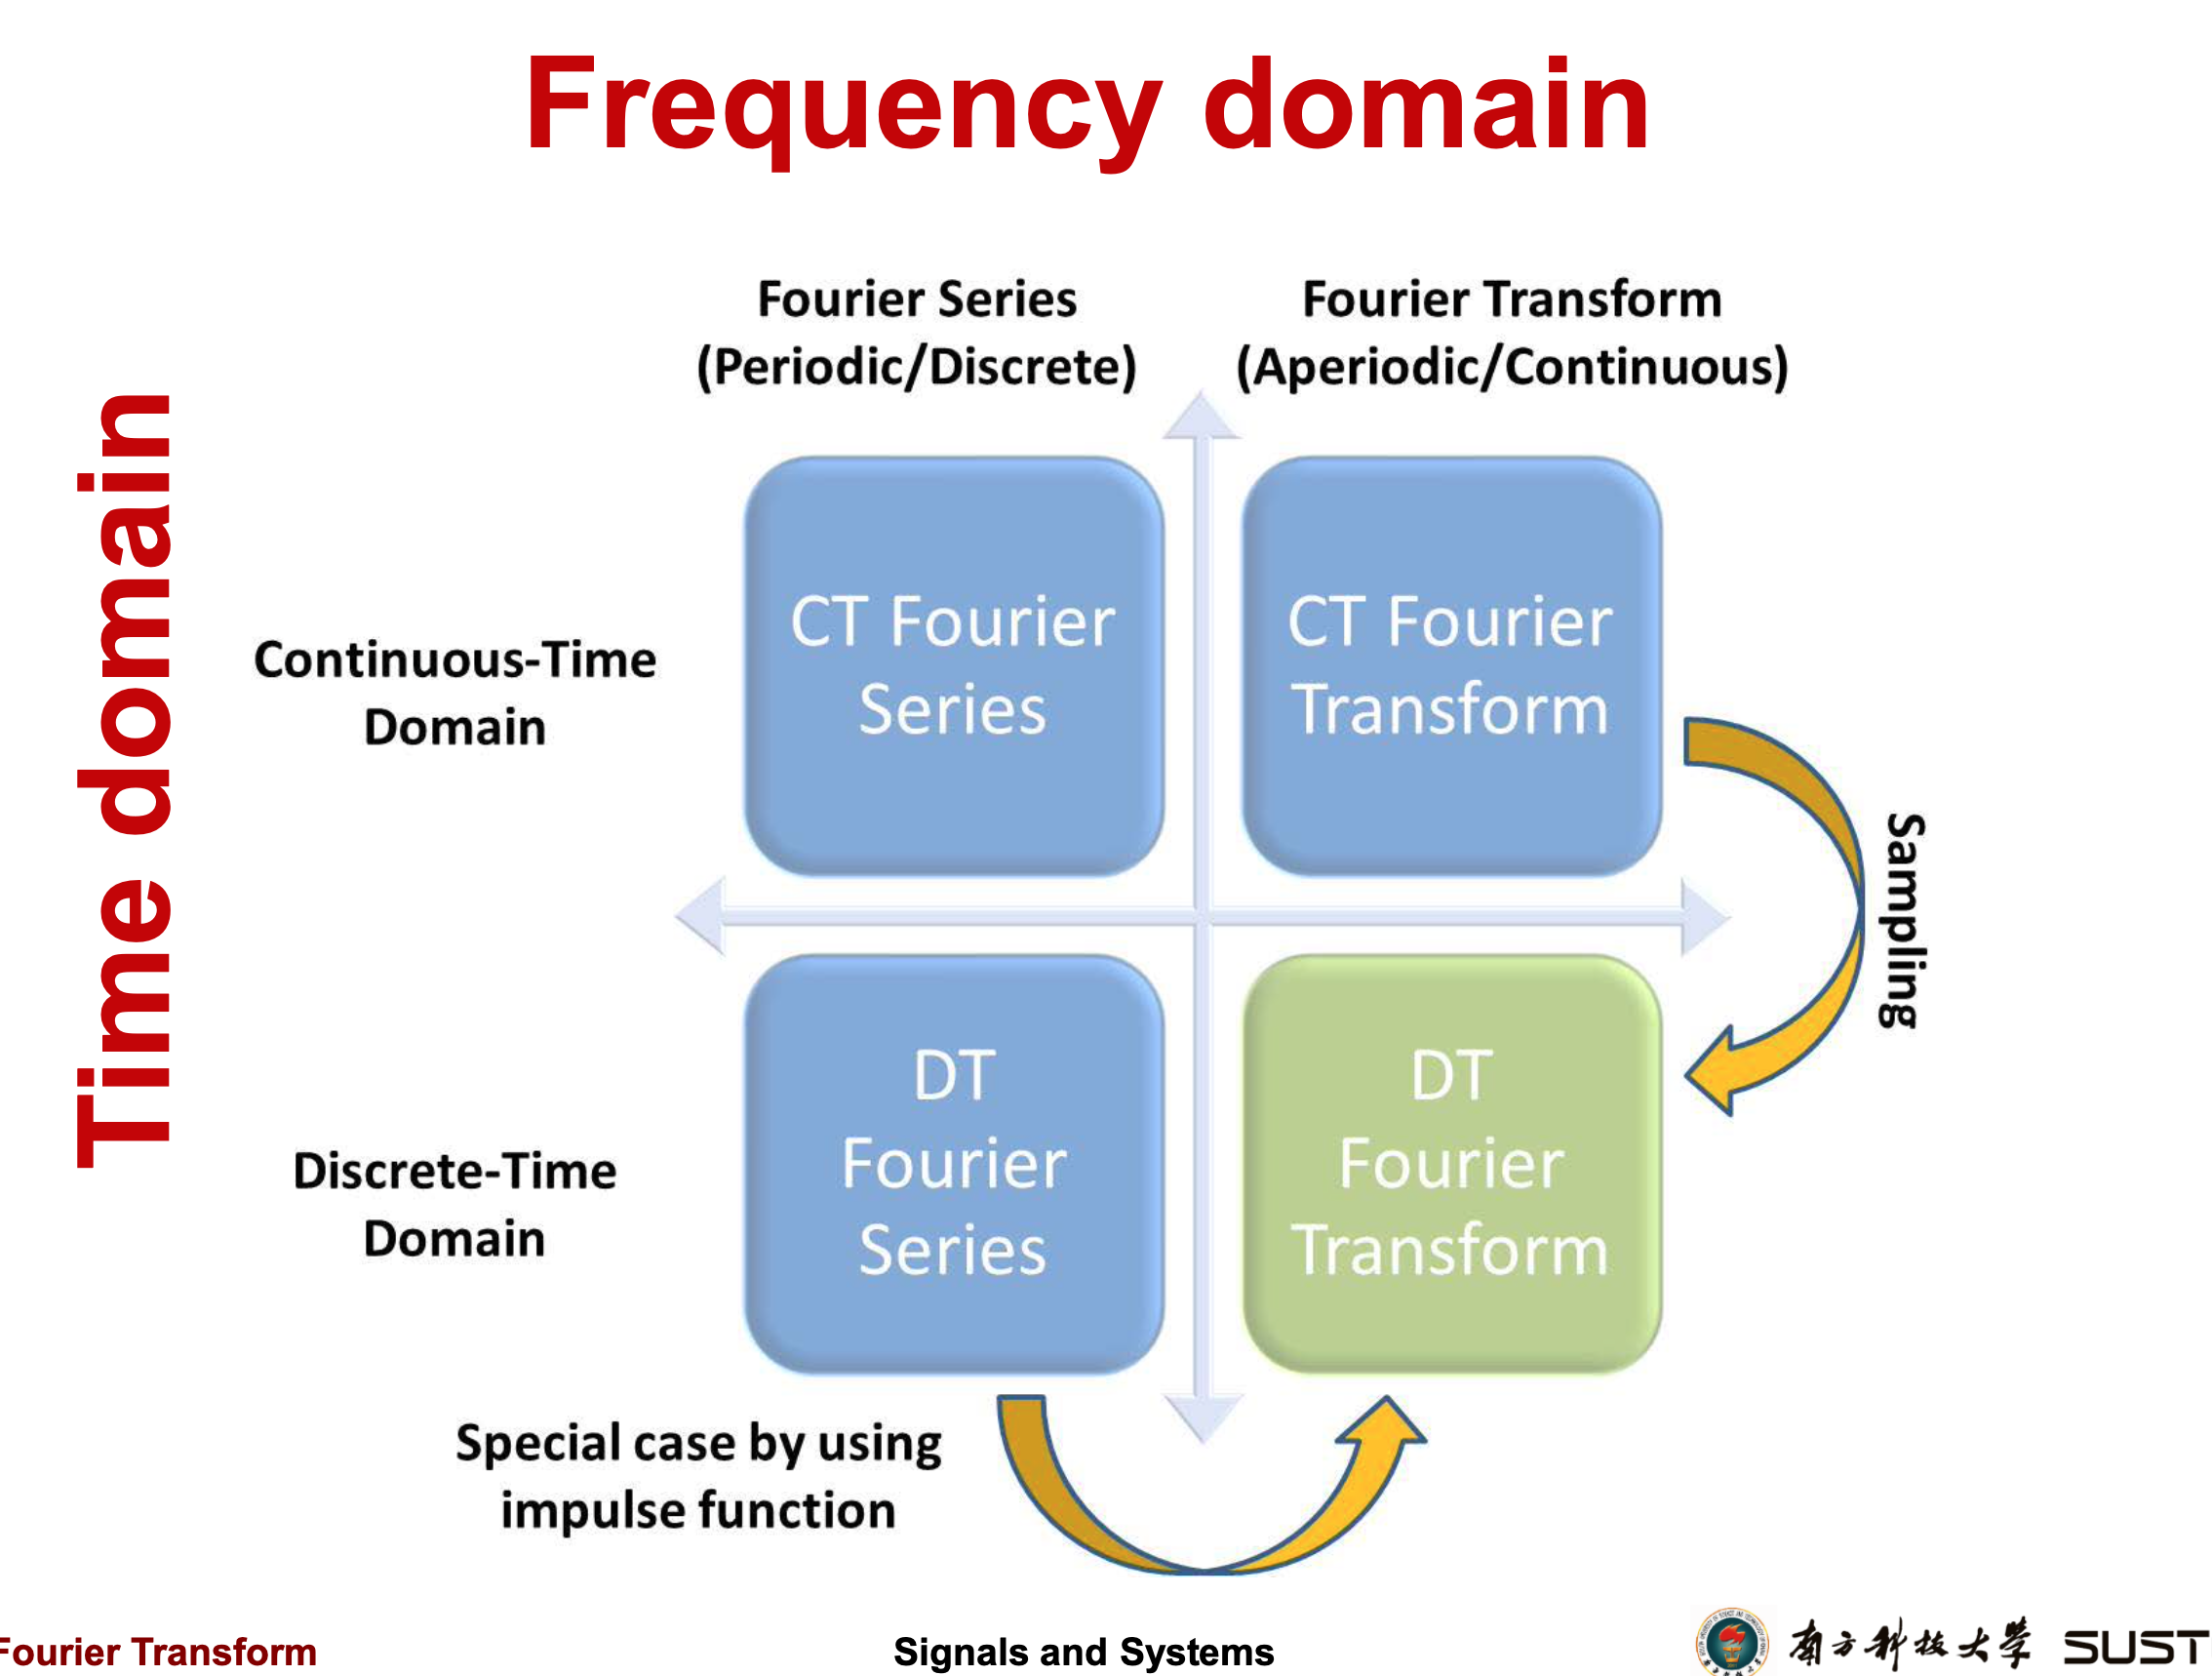 Frequency domain
Time domain
Fourier Series
(Periodic/Discrete)
Fourier Transform
(Aperiodic/Continuous)
Continuous-Time
Domain
CT Fourier
Series
CT Fourier
Transform
Sampling
Discrete-Time
Domain
DT
Fourier
Series
DT
Fourier
Transform
Special case by using
impulse function
Fourier Transform
Signals and Systems
南方科技大学 SUST